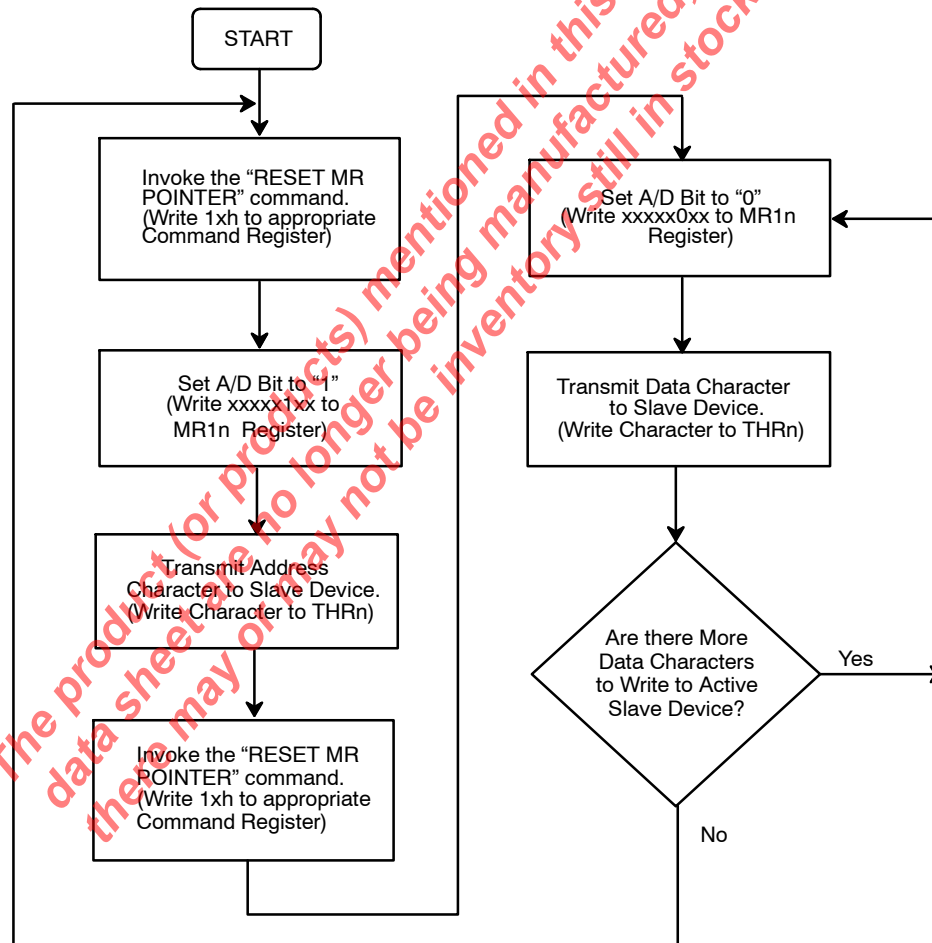 START
Invoke the “RESET MR
POINTER” command.
(Write 1xh to appropriate
Command Register)
Set A/D Bit to “1”
(Write xxxxx1xx to
MR1n Register)
Transmit Address
Character to Slave Device.
(Write Character to THRn)
Invoke the “RESET MR
POINTER” command.
(Write 1xh to appropriate
Command Register)
Set A/D Bit to “0”
(Write xxxxx0xx to MR1n
Register)
Transmit Data Character
to Slave Device.
(Write Character to THRn)
Are there More
Data Characters
to Write to Active
Slave Device?
Yes
No
The product (or products) mentioned in this
data sheet are no longer being manufactured,
there may or may not be inventory still in stock